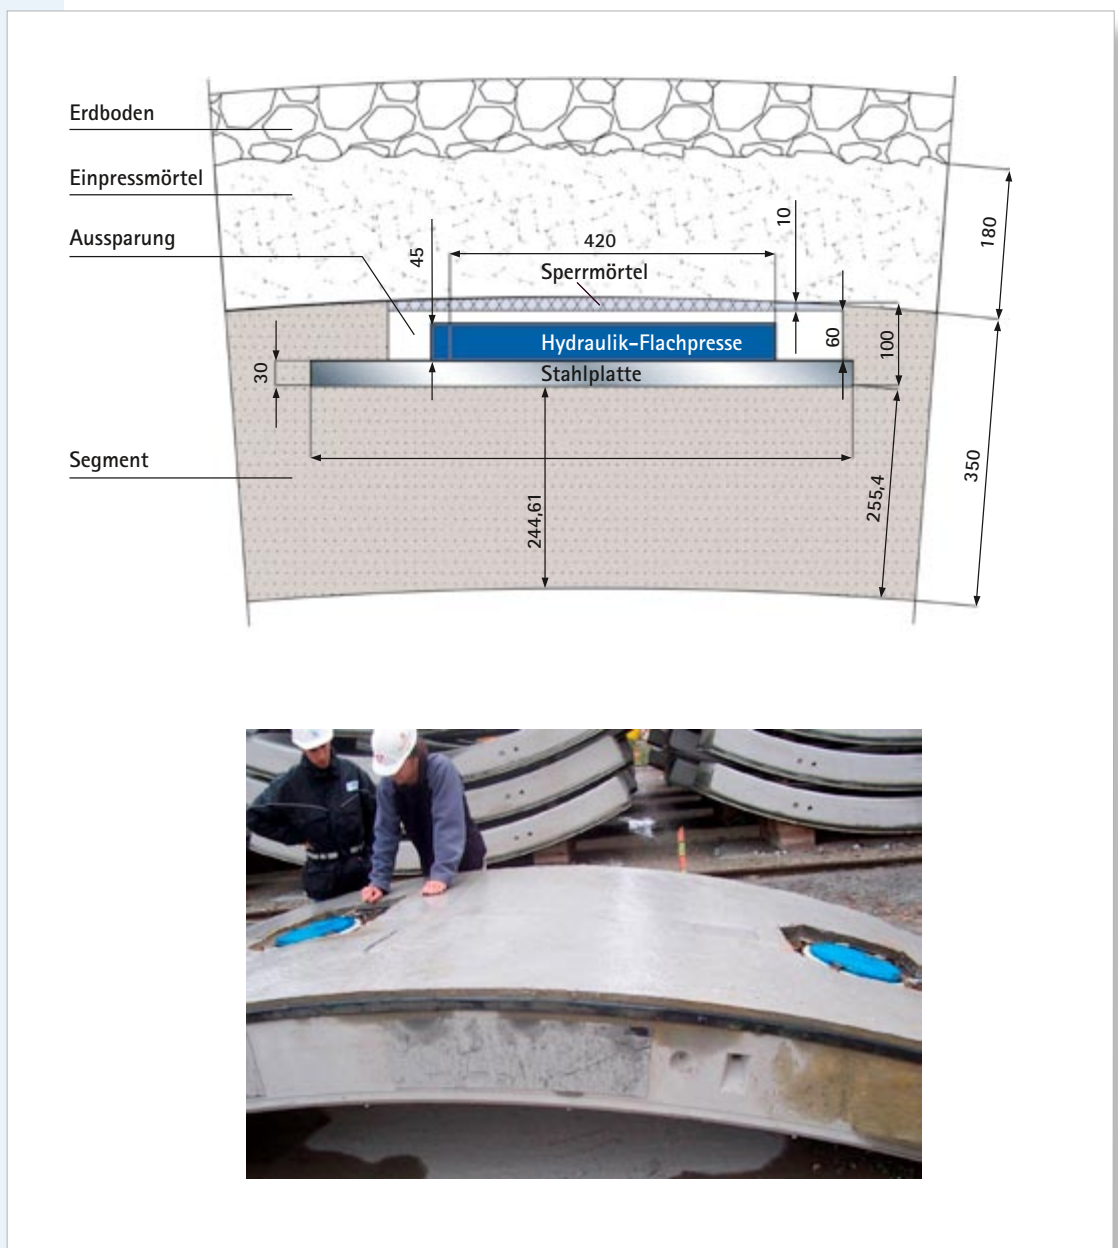 Erdboden
Einpressmörtel
Aussparung
Segment
45
420
10
180
Sperrmörtel
Hydraulik-Flachpresse
60
100
30
Stahlplatte
244,61
255,4
350